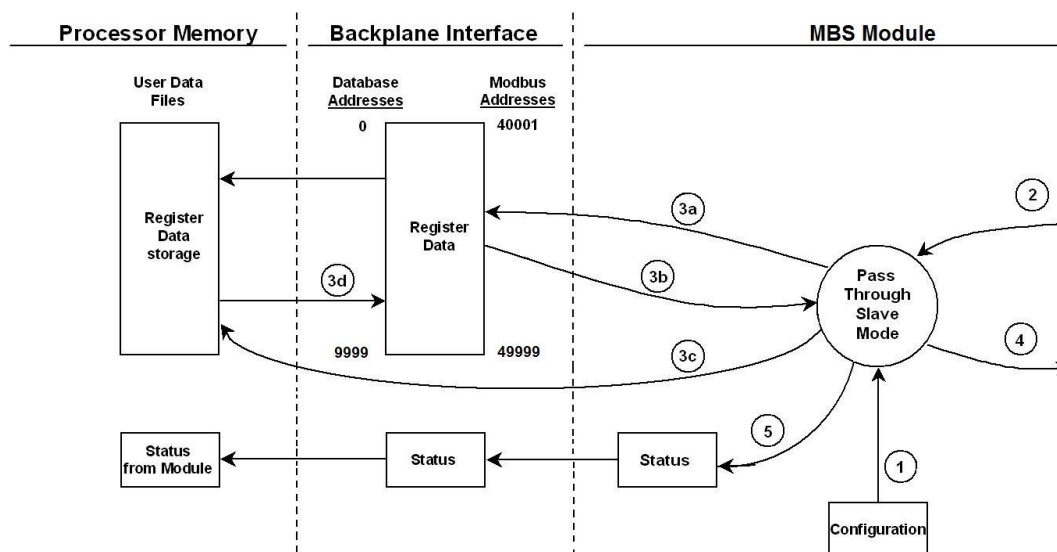 Processor Memory
Backplane Interface
MBS Module
User Data
Files
Database
Addresses
Modbus
Addresses
0
40001
Register
Data
storage
Register
Data
3a
2
3b
3d
Pass
Through
Slave
Mode
9999
49999
3c
4
Status
from Module
Status
Status
5
1
Configuration